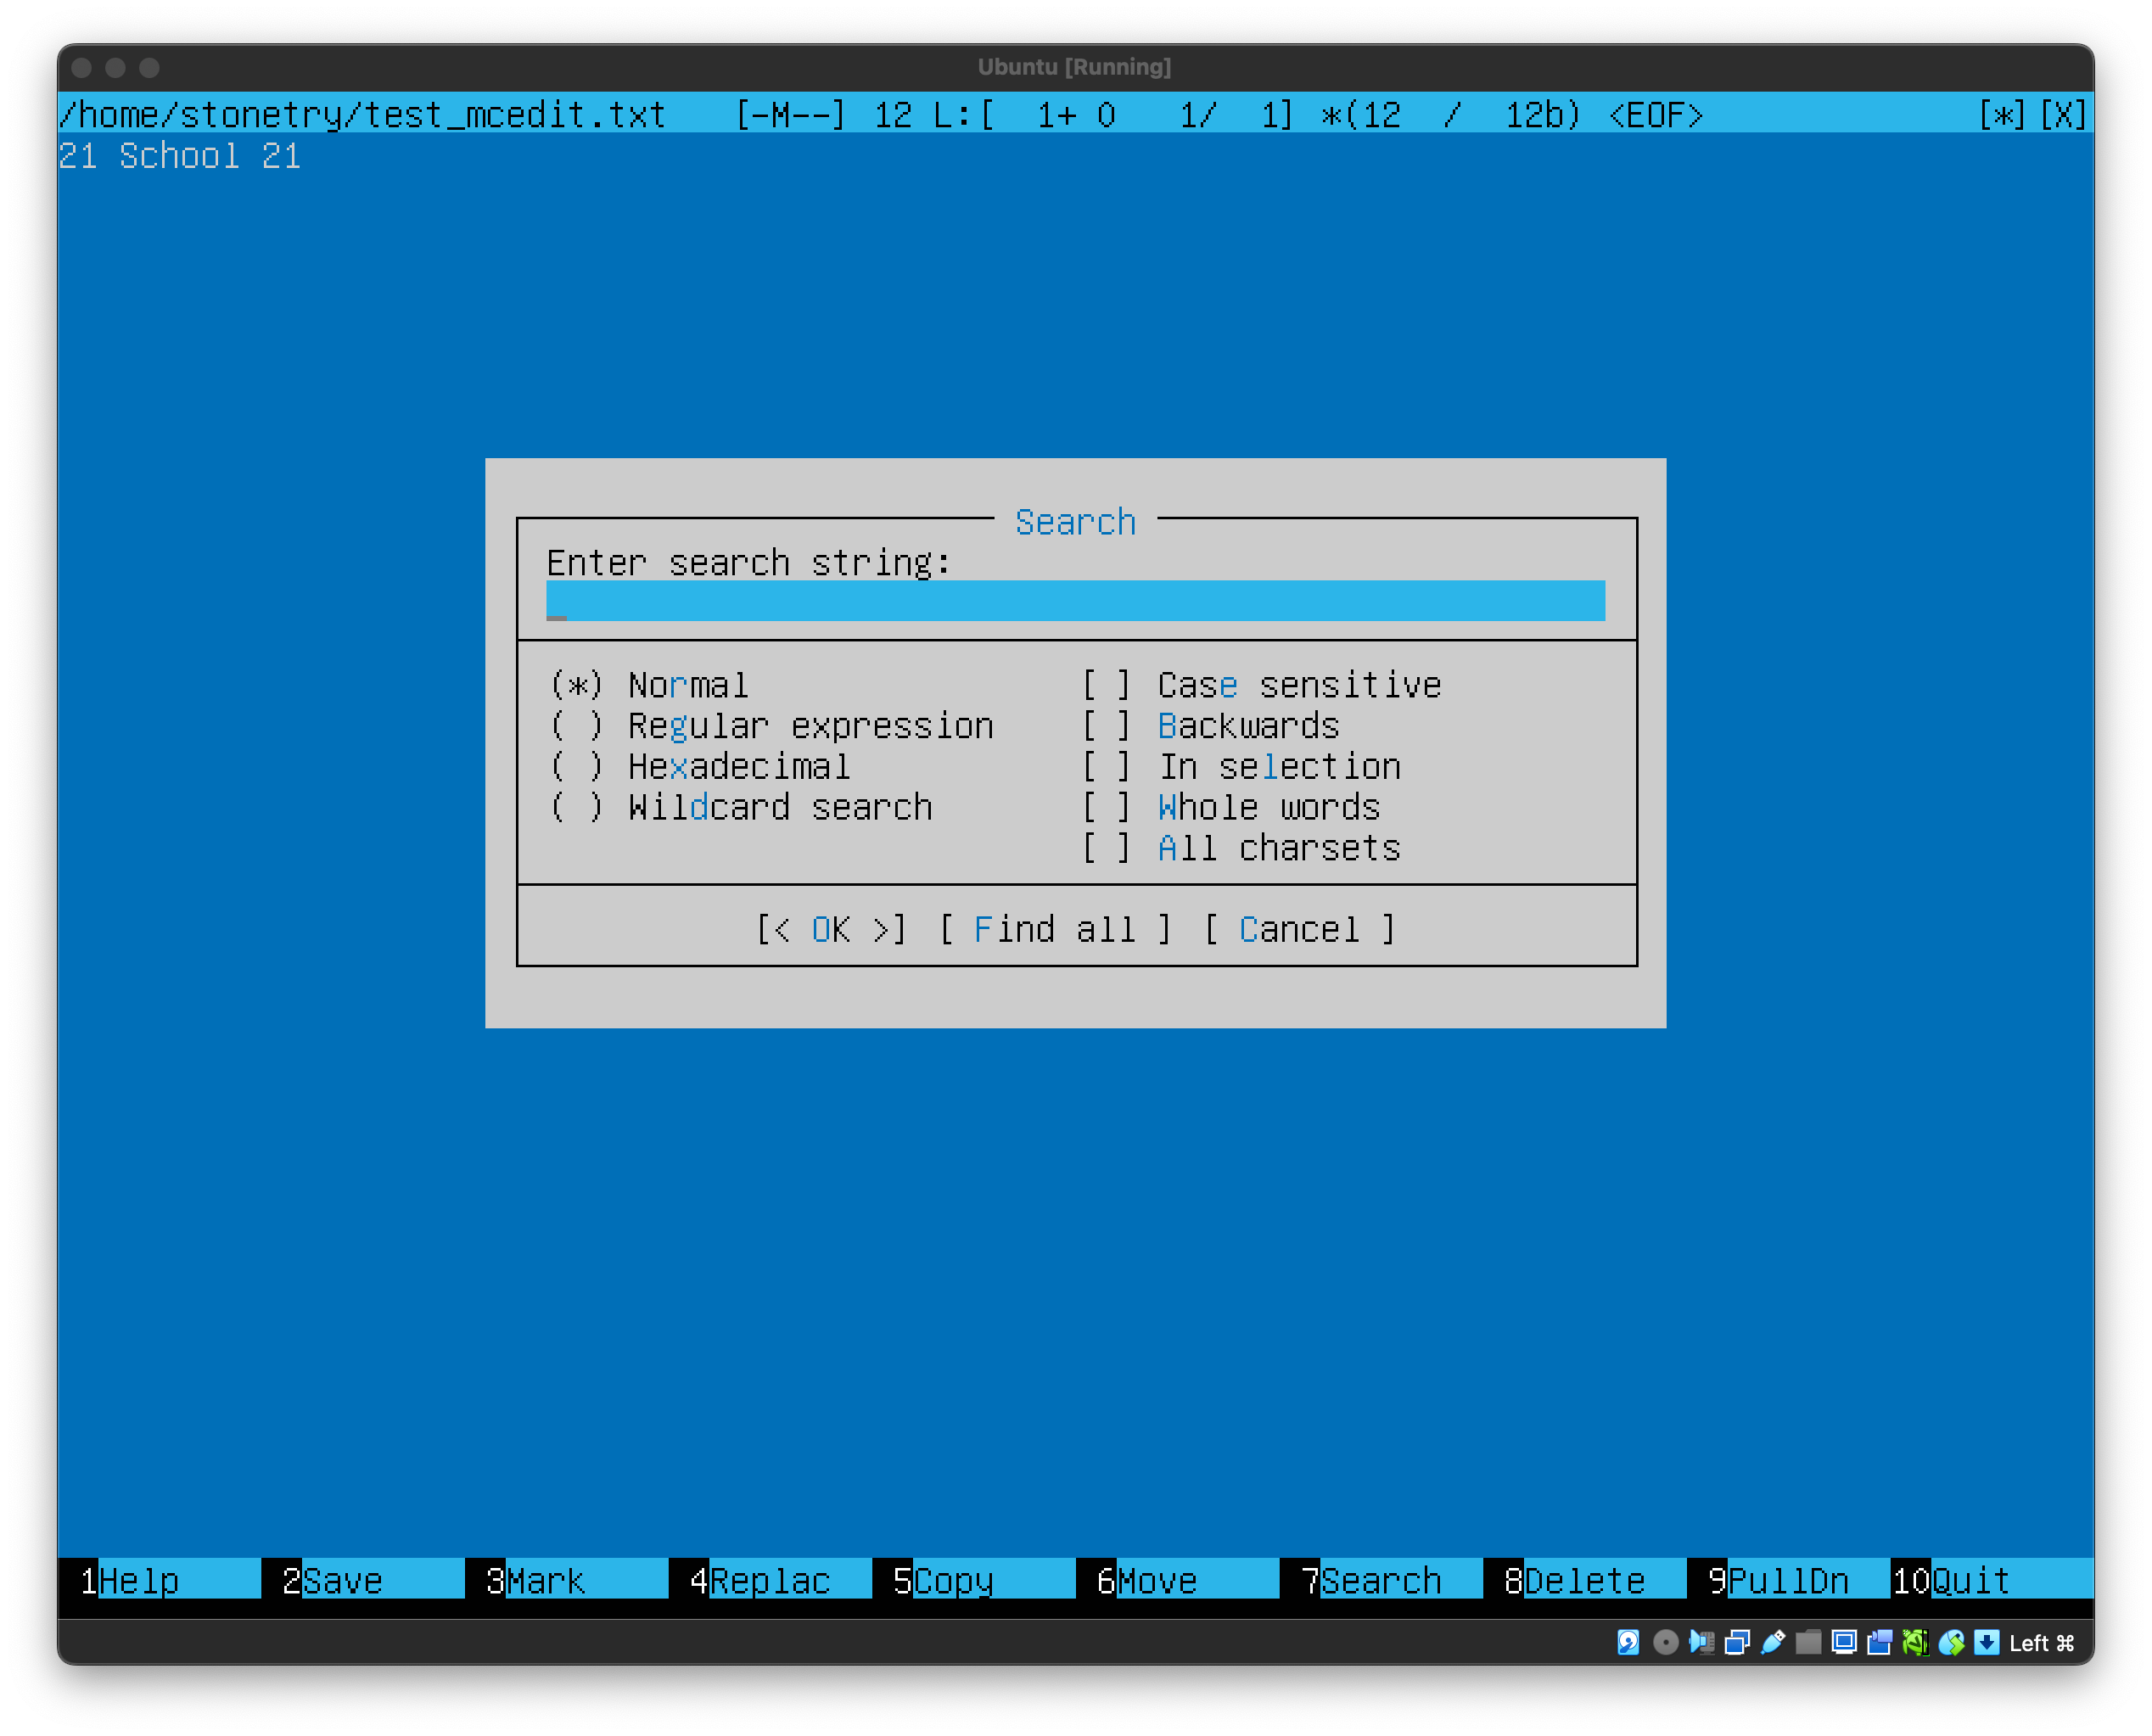 Ubuntu [Running]
/home/stonetry/test_mcedit.txt [-M--] 12 L:[ 1+ 0 1/ 1] *(12 / 12b) <EOF> [*][X]
21 School 21
Search
Enter search string:
(*) Normal [ ] Case sensitive
( ) Regular expression [ ] Backwards
( ) Hexadecimal [ ] In selection
( ) Wildcard search [ ] Whole words
[ ] All charsets
[< OK >] [ Find all ] [ Cancel ]
1Help 2Save 3Mark 4Replac 5Copy 6Move 7Search 8Delete 9PullDn 10Quit
Left ⌘